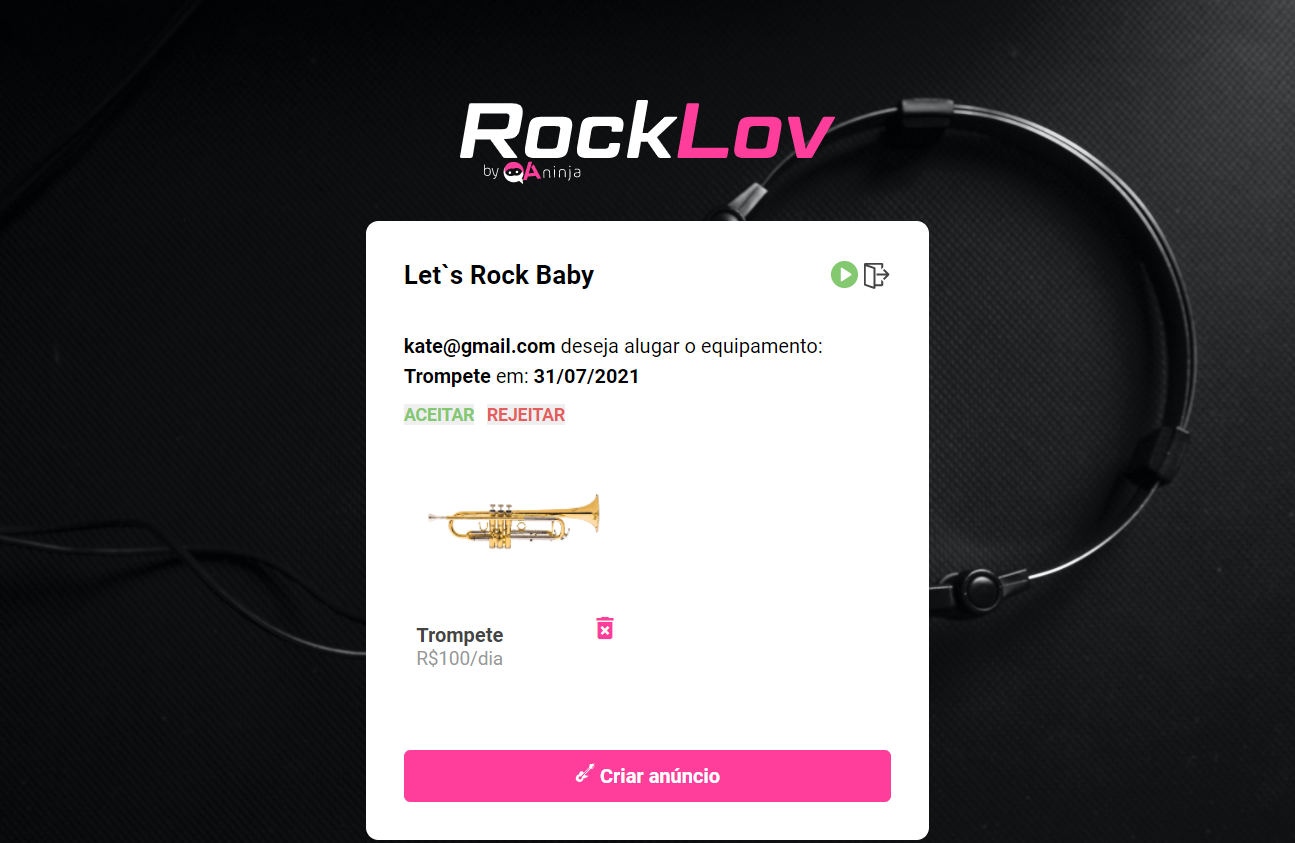 RockLov
by QAninja
Let`s Rock Baby
kate@gmail.com deseja alugar o equipamento:
Trompete em: 31/07/2021
ACEITAR REJEITAR
Trompete
R$100/dia
Criar anúncio